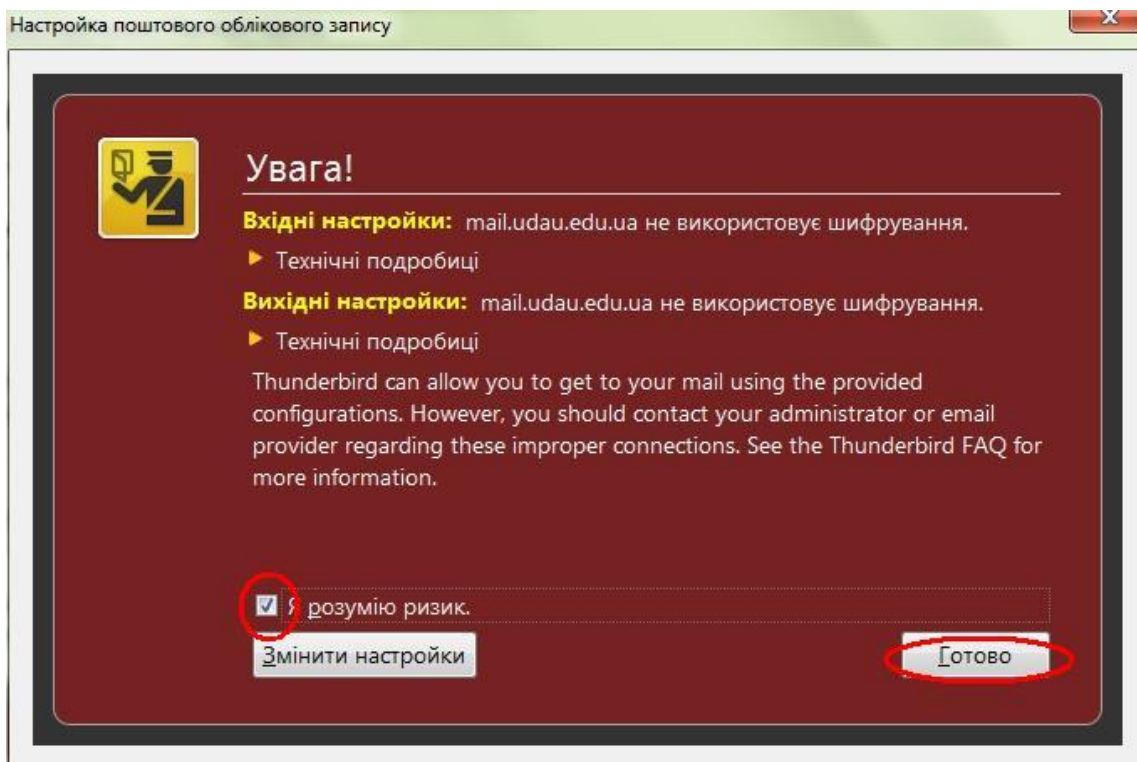 Настройка поштового облікового запису
Увага!
Вхідні настройки: mail.udau.edu.ua не використовує шифрування.
Технічні подробиці
Вихідні настройки: mail.udau.edu.ua не використовує шифрування.
Технічні подробиці
Thunderbird can allow you to get to your mail using the provided
configurations. However, you should contact your administrator or email
provider regarding these improper connections. See the Thunderbird FAQ for
more information.
Я розумію ризик.
Змінити настройки
Готово